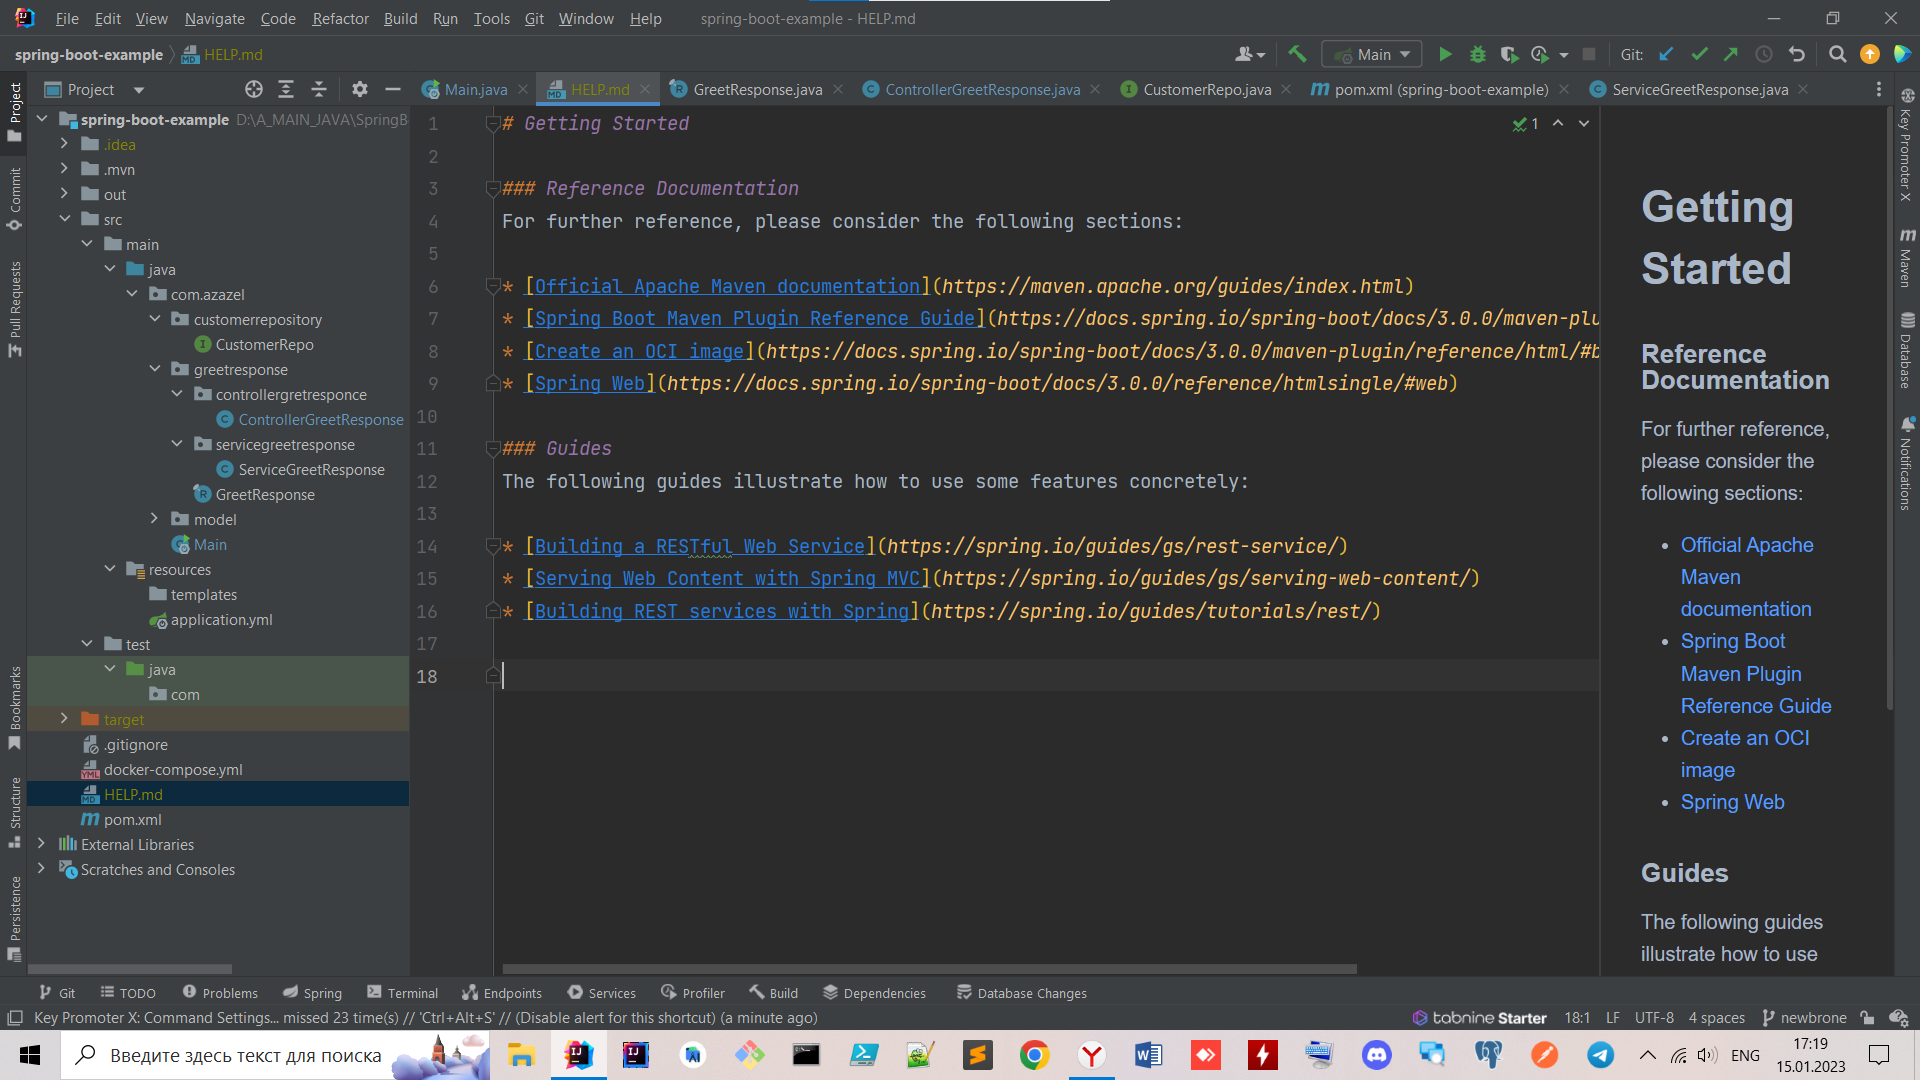 File Edit View Navigate Code Refactor Build Run Tools Git Window Help spring-boot-example - HELP.md
spring-boot-example HELP.md Main Git:
Project Main.java HELP.md GreetResponse.java ControllerGreetResponse.java CustomerRepo.java pom.xml (spring-boot-example) ServiceGreetResponse.java
Project
Commit
Pull Requests
Bookmarks
Structure
Persistence
spring-boot-example D:\A_MAIN_JAVA\SpringB
.idea
.mvn
out
src
main
java
com.azazel
customerrepository
CustomerRepo
greetresponse
controllergretresponce
ControllerGreetResponse
servicegreetresponse
ServiceGreetResponse
GreetResponse
model
Main
resources
templates
application.yml
test
java
com
target
.gitignore
docker-compose.yml
HELP.md
pom.xml
External Libraries
Scratches and Consoles
1 # Getting Started 1
2
3 ### Reference Documentation
4 For further reference, please consider the following sections:
5
6 * [Official Apache Maven documentation](https://maven.apache.org/guides/index.html)
7 * [Spring Boot Maven Plugin Reference Guide](https://docs.spring.io/spring-boot/docs/3.0.0/maven-plu
8 * [Create an OCI image](https://docs.spring.io/spring-boot/docs/3.0.0/maven-plugin/reference/html/#b
9 * [Spring Web](https://docs.spring.io/spring-boot/docs/3.0.0/reference/htmlsingle/#web)
10
11 ### Guides
12 The following guides illustrate how to use some features concretely:
13
14 * [Building a RESTful Web Service](https://spring.io/guides/gs/rest-service/)
15 * [Serving Web Content with Spring MVC](https://spring.io/guides/gs/serving-web-content/)
16 * [Building REST services with Spring](https://spring.io/guides/tutorials/rest/)
17
18
Getting
Started
Reference
Documentation
For further reference,
please consider the
following sections:
• Official Apache
Maven
documentation
• Spring Boot
Maven Plugin
Reference Guide
• Create an OCI
image
• Spring Web
Guides
The following guides
illustrate how to use
Key Promoter X
Maven
Database
Notifications
Git TODO Problems Spring Terminal Endpoints Services Profiler Build Dependencies Database Changes
Key Promoter X: Command Settings... missed 23 time(s) // 'Ctrl+Alt+S' // (Disable alert for this shortcut) (a minute ago) tabnine Starter 18:1 LF UTF-8 4 spaces newbrone
Введите здесь текст для поиска ENG 17:19
15.01.2023